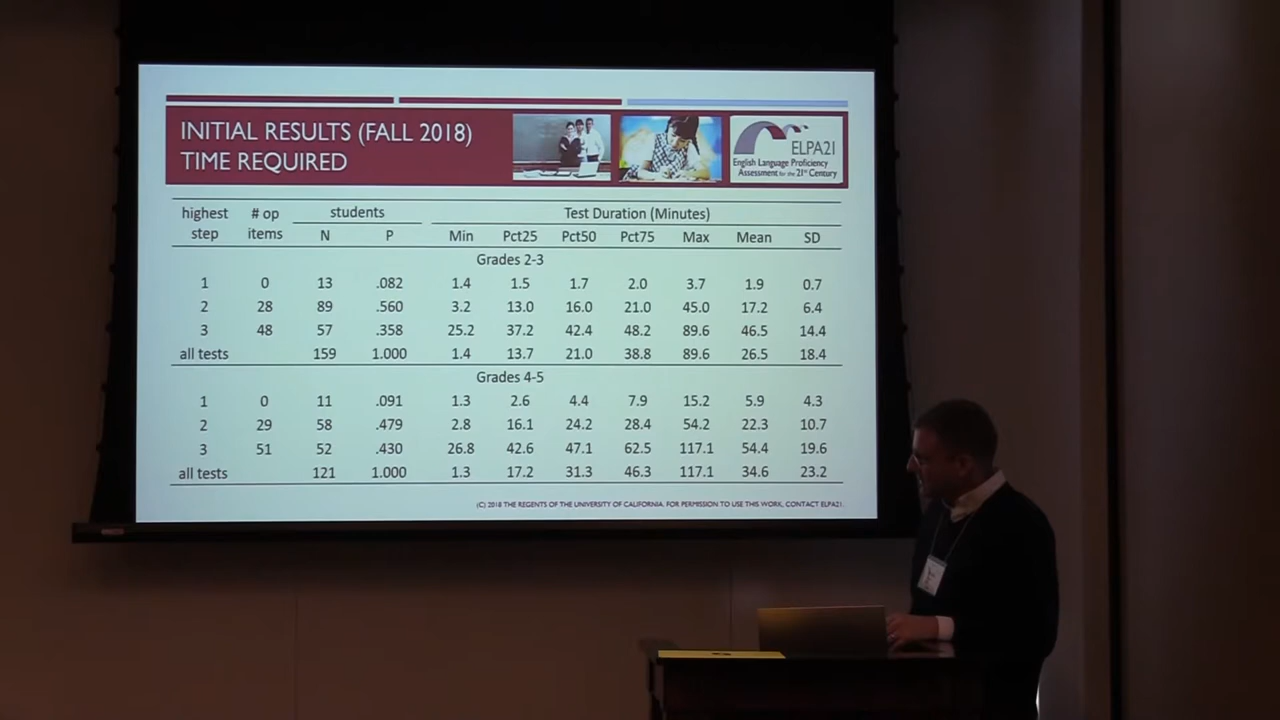 INITIAL RESULTS (FALL 2018)
TIME REQUIRED
ELPA21
English Language Proficiency
Assessment for the 21st Century
highest step # op items students Test Duration (Minutes)
N P Min Pct25 Pct50 Pct75 Max Mean SD
Grades 2-3
1 0 13 .082 1.4 1.5 1.7 2.0 3.7 1.9 0.7
2 28 89 .560 3.2 13.0 16.0 21.0 45.0 17.2 6.4
3 48 57 .358 25.2 37.2 42.4 48.2 89.6 46.5 14.4
all tests 159 1.000 1.4 13.7 21.0 38.8 89.6 26.5 18.4
Grades 4-5
1 0 11 .091 1.3 2.6 4.4 7.9 15.2 5.9 4.3
2 29 58 .479 2.8 16.1 24.2 28.4 54.2 22.3 10.7
3 51 52 .430 26.8 42.6 47.1 62.5 117.1 54.4 19.6
all tests 121 1.000 1.3 17.2 31.3 46.3 117.1 34.6 23.2
(C) 2018 THE REGENTS OF THE UNIVERSITY OF CALIFORNIA. FOR PERMISSION TO USE THIS WORK, CONTACT ELPA21.